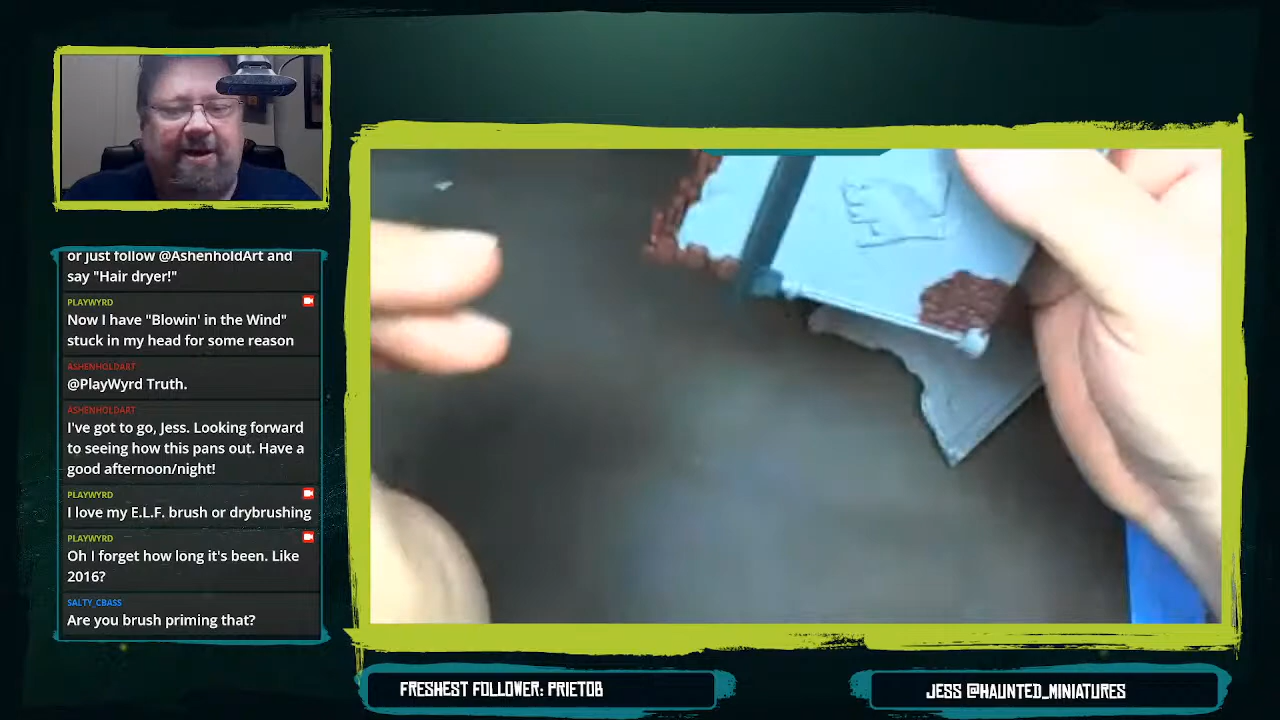 or just follow @AshenholdArt and
say "Hair dryer!"
PLAYWYRD
Now I have "Blowin' in the Wind"
stuck in my head for some reason
ASHENHOLDART
@PlayWyrd Truth.
ASHENHOLDART
I've got to go, Jess. Looking forward
to seeing how this pans out. Have a
good afternoon/night!
PLAYWYRD
I love my E.L.F. brush or drybrushing
PLAYWYRD
Oh I forget how long it's been. Like
2016?
SALTY_CBASS
Are you brush priming that?
FRESHEST FOLLOWER: PRIETOB
JESS @HAUNTED_MINIATURES